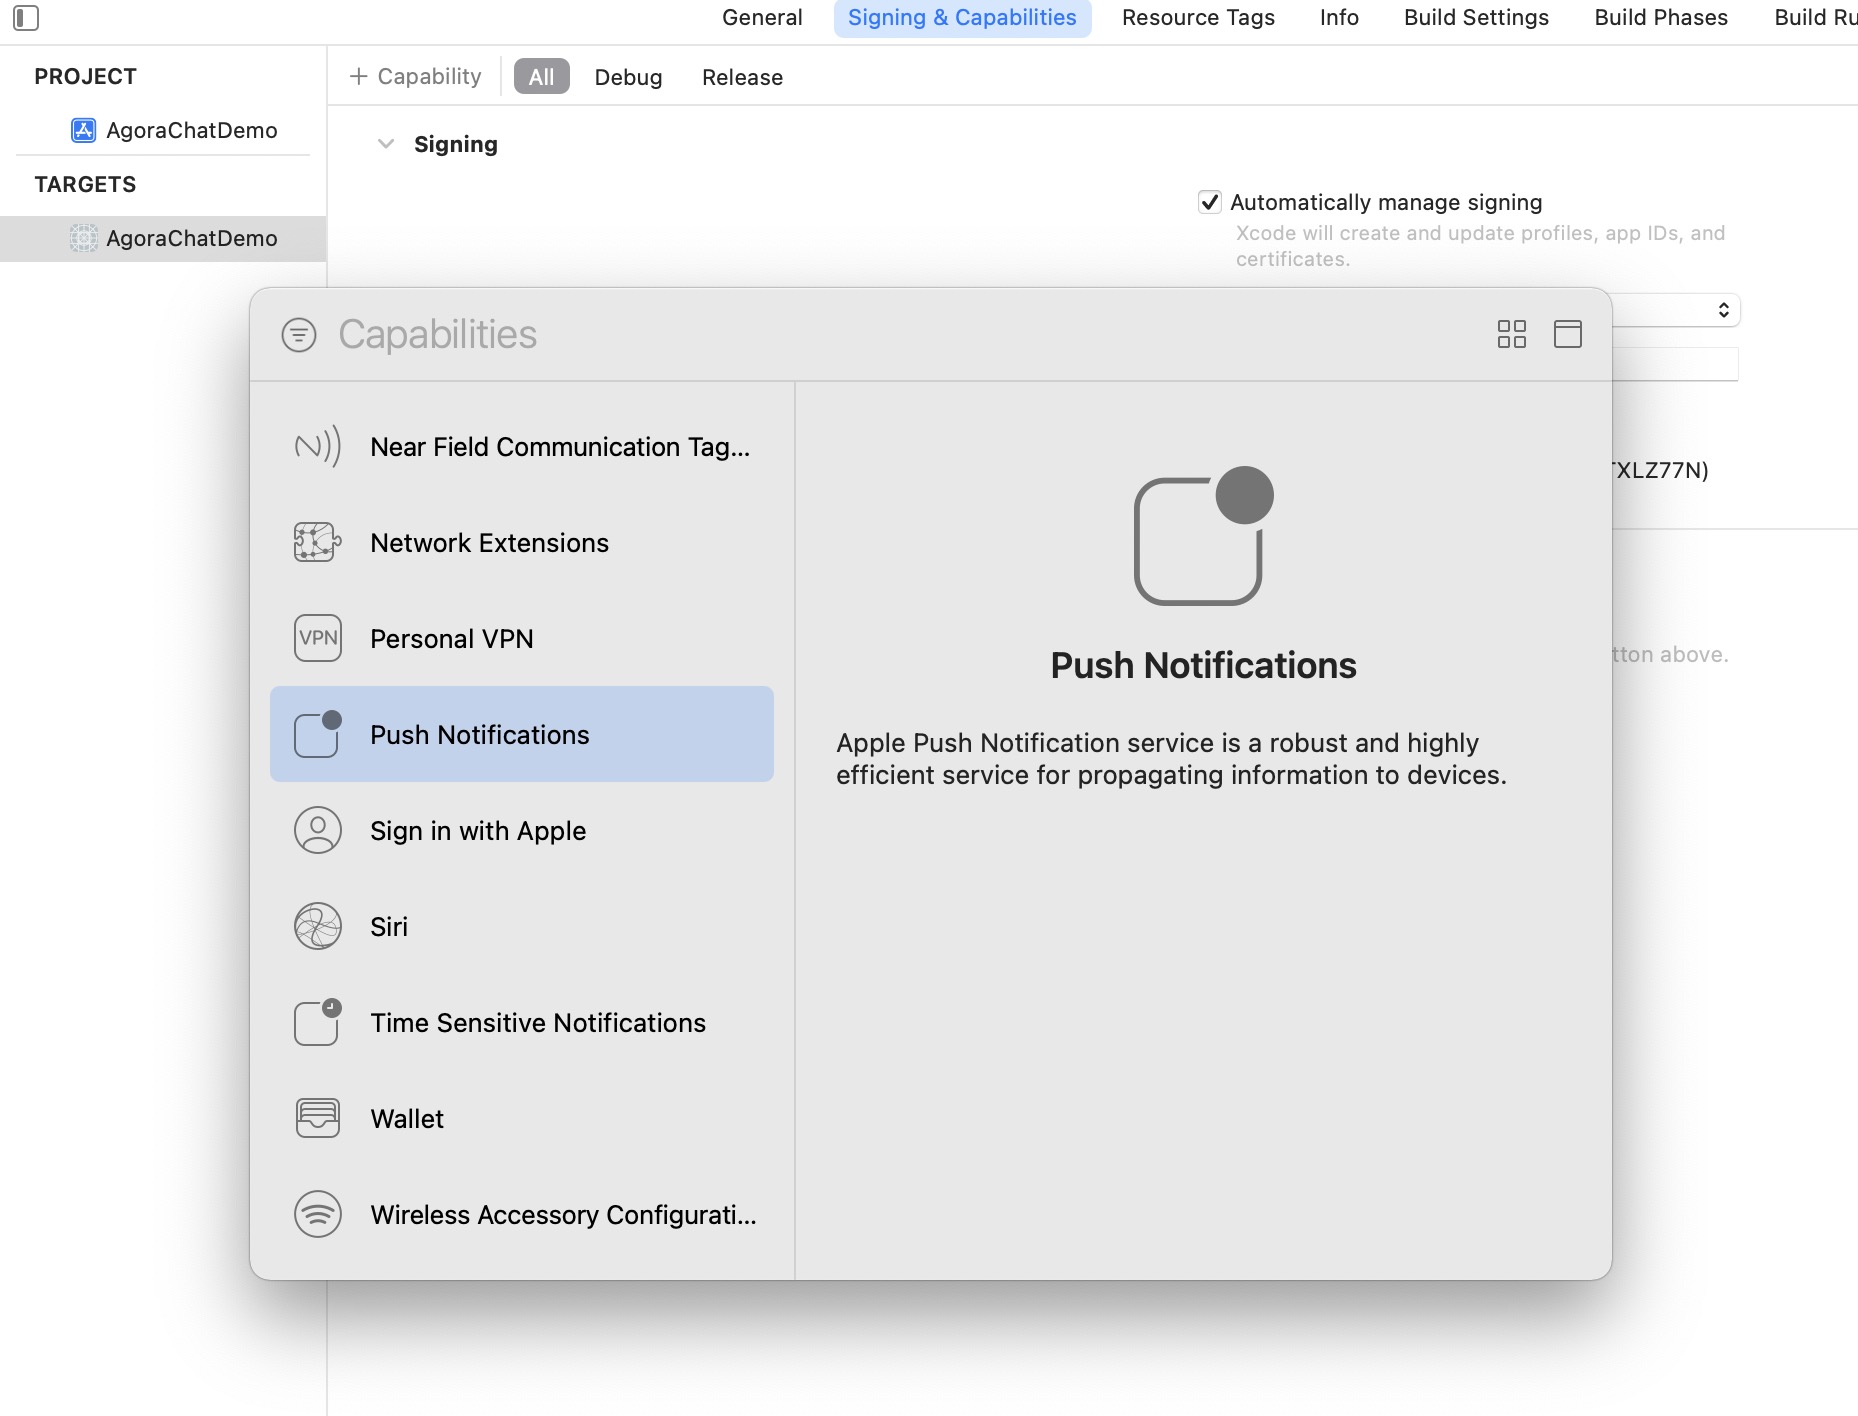 General
Signing & Capabilities
Resource Tags
Info
Build Settings
Build Phases
Build Ru
PROJECT
AgoraChatDemo
TARGETS
AgoraChatDemo
+ Capability
All
Debug
Release
Signing
Automatically manage signing
Xcode will create and update profiles, app IDs, and
certificates.
TXLZ77N)
tton above.
Capabilities
Near Field Communication Tag...
Network Extensions
VPN
Personal VPN
Push Notifications
Sign in with Apple
Siri
Time Sensitive Notifications
Wallet
Wireless Accessory Configurati...
Push Notifications
Apple Push Notification service is a robust and highly
efficient service for propagating information to devices.